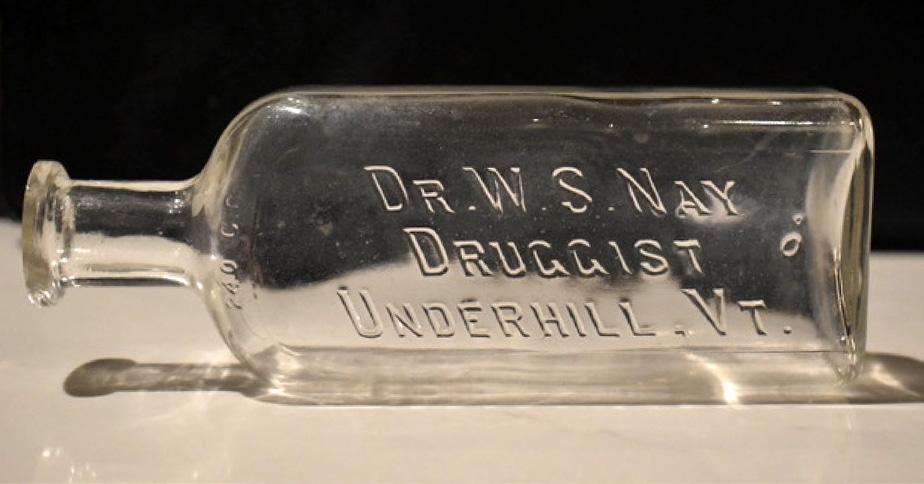 DR. W. S. NAY
DRUGGIST
UNDERHILL, VT.